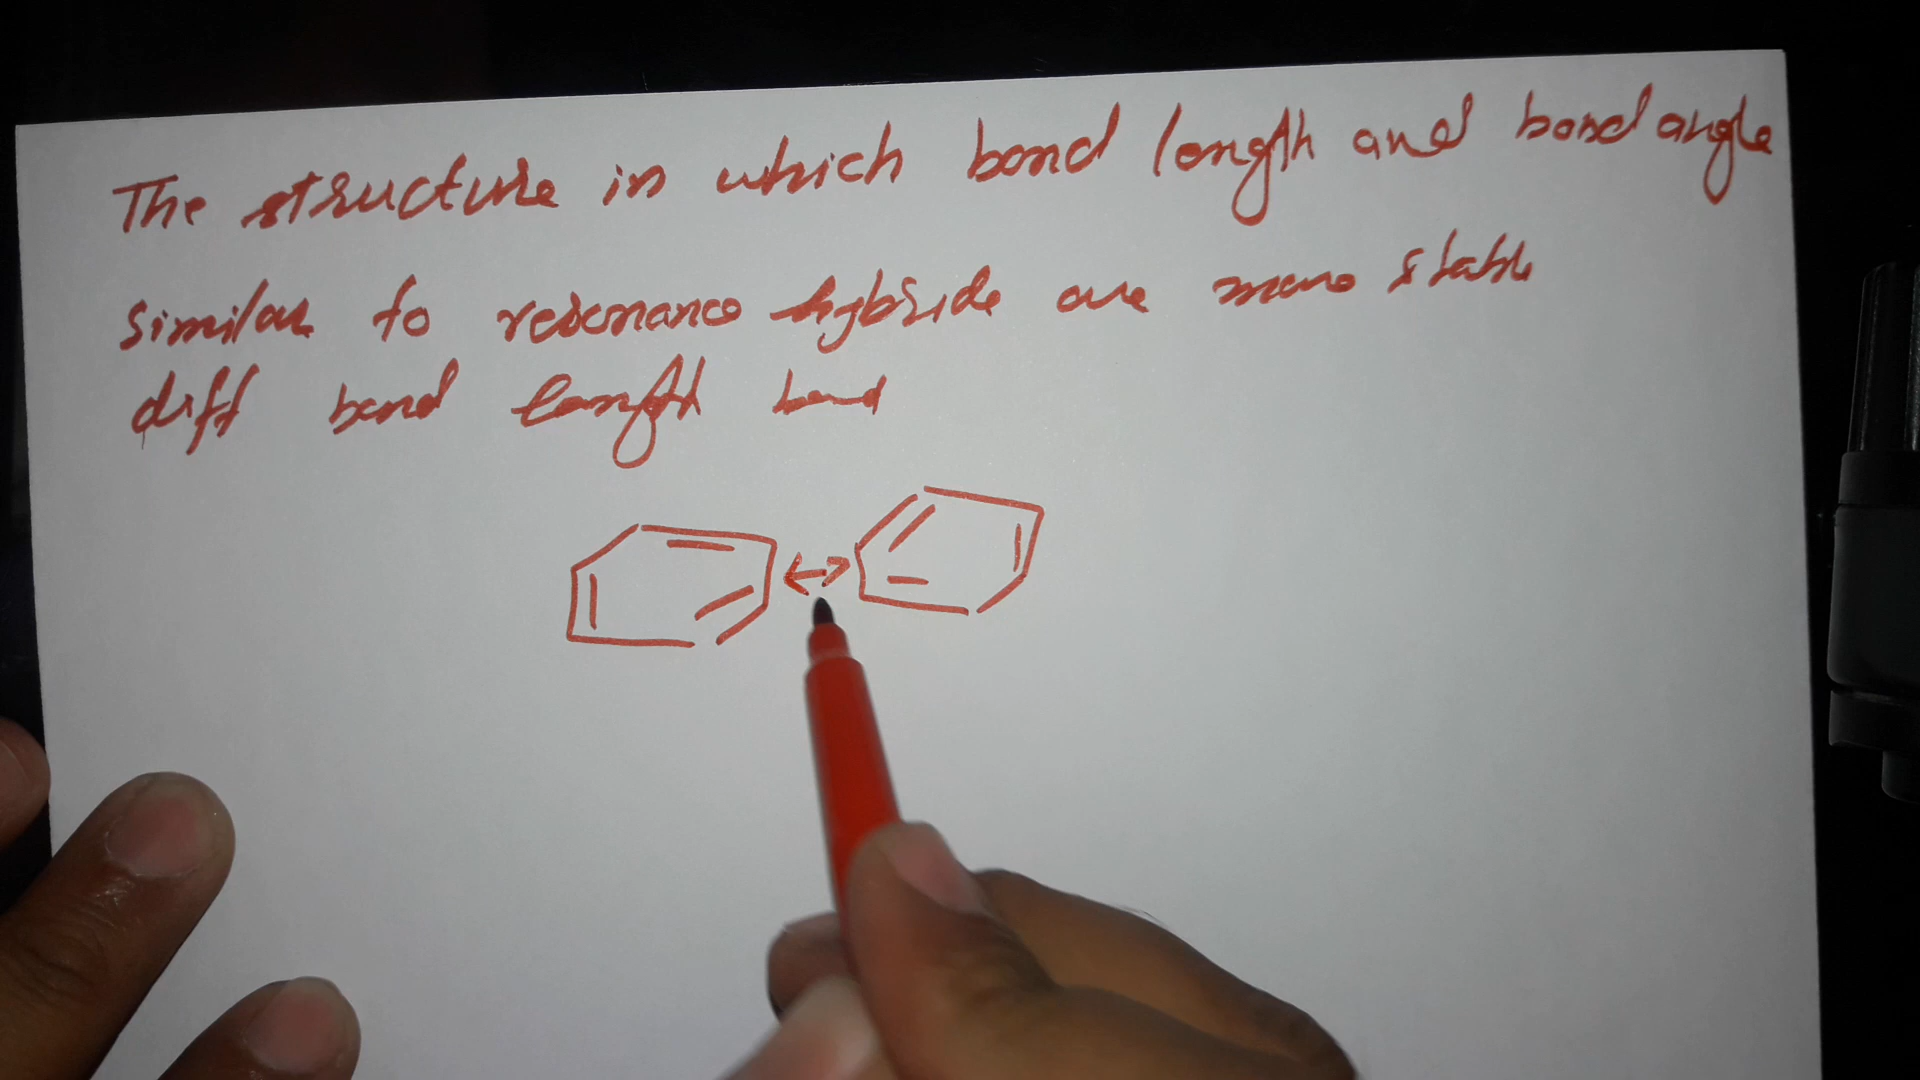 The structure in which bond length and bond angle
similar to resonance hybride are more stable
diff bond length bond